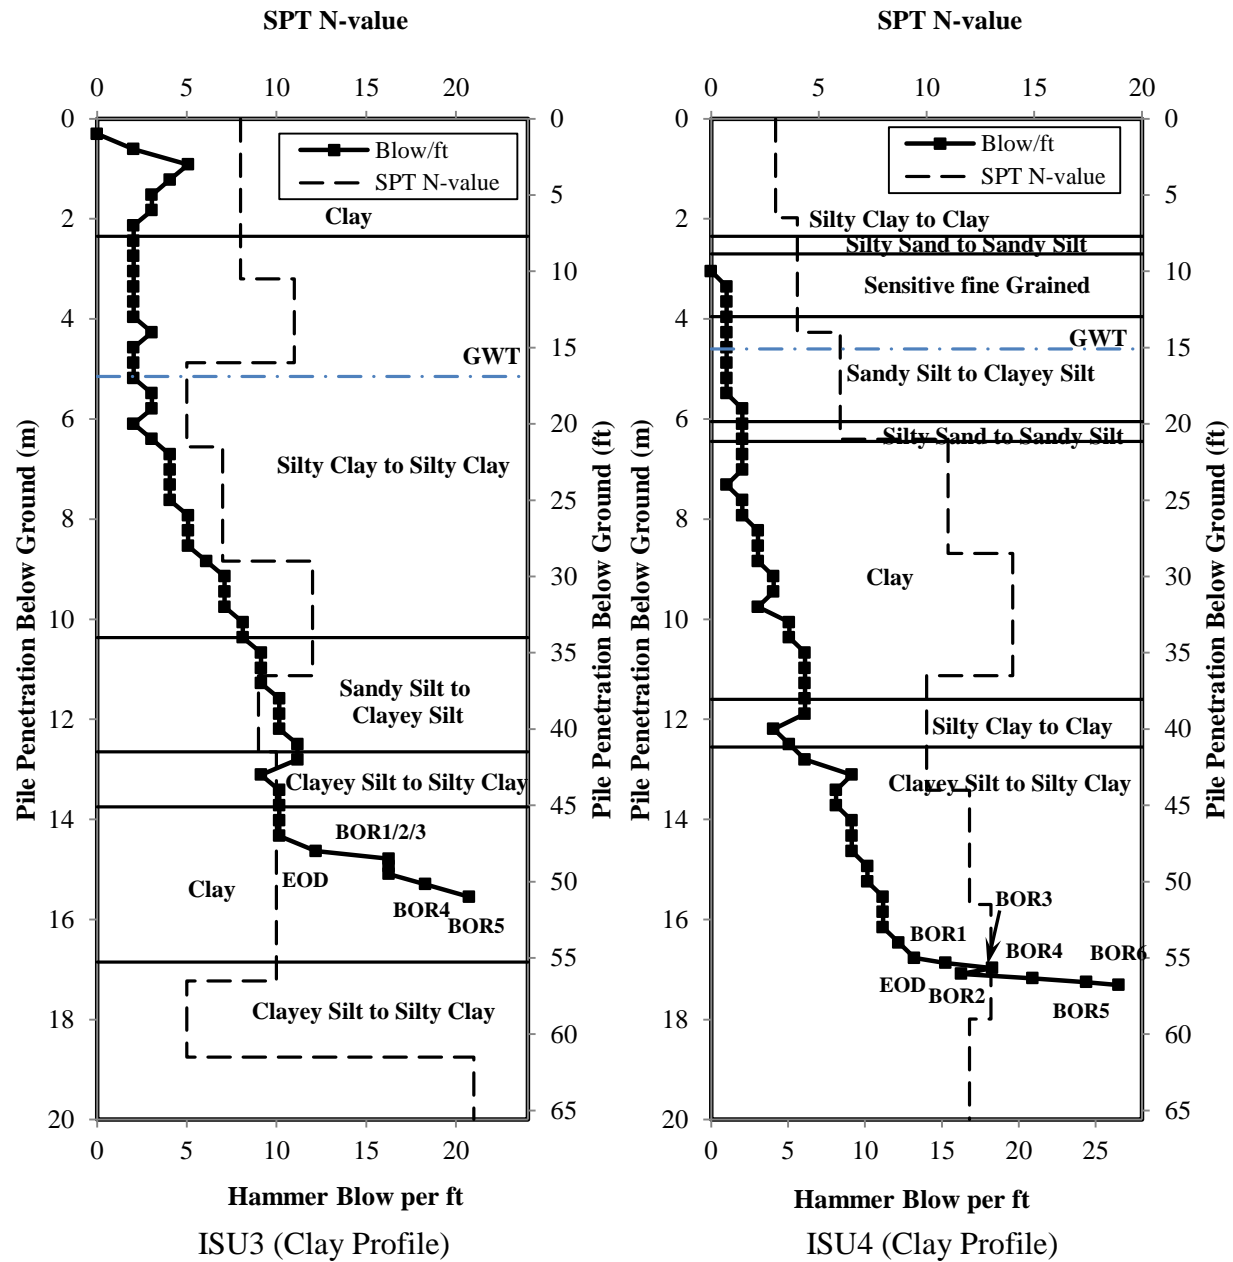 SPT N-value
0 5 10 15 20
0
2
4
6
8
10
12
14
16
18
20
Pile Penetration Below Ground (m)
Blow/ft
SPT N-value
Clay
GWT
Silty Clay to Silty Clay
Sandy Silt to
Clayey Silt
Clayey Silt to Silty Clay
BOR1/2/3
EOD
Clay
BOR4
BOR5
Clayey Silt to Silty Clay
0
5
10
15
20
25
30
35
40
45
50
55
60
65
Pile Penetration Below Ground (ft)
0 5 10 15 20
Hammer Blow per ft
ISU3 (Clay Profile)
SPT N-value
0 5 10 15 20
0
2
4
6
8
10
12
14
16
18
20
Pile Penetration Below Ground (m)
Blow/ft
SPT N-value
Silty Clay to Clay
Silty Sand to Sandy Silt
Sensitive fine Grained
GWT
Sandy Silt to Clayey Silt
Silty Sand to Sandy Silt
Clay
Silty Clay to Clay
Clayey Silt to Silty Clay
BOR3
BOR1
BOR4
BOR6
EOD
BOR2
BOR5
0
5
10
15
20
25
30
35
40
45
50
55
60
65
Pile Penetration Below Ground (ft)
0 5 10 15 20 25
Hammer Blow per ft
ISU4 (Clay Profile)